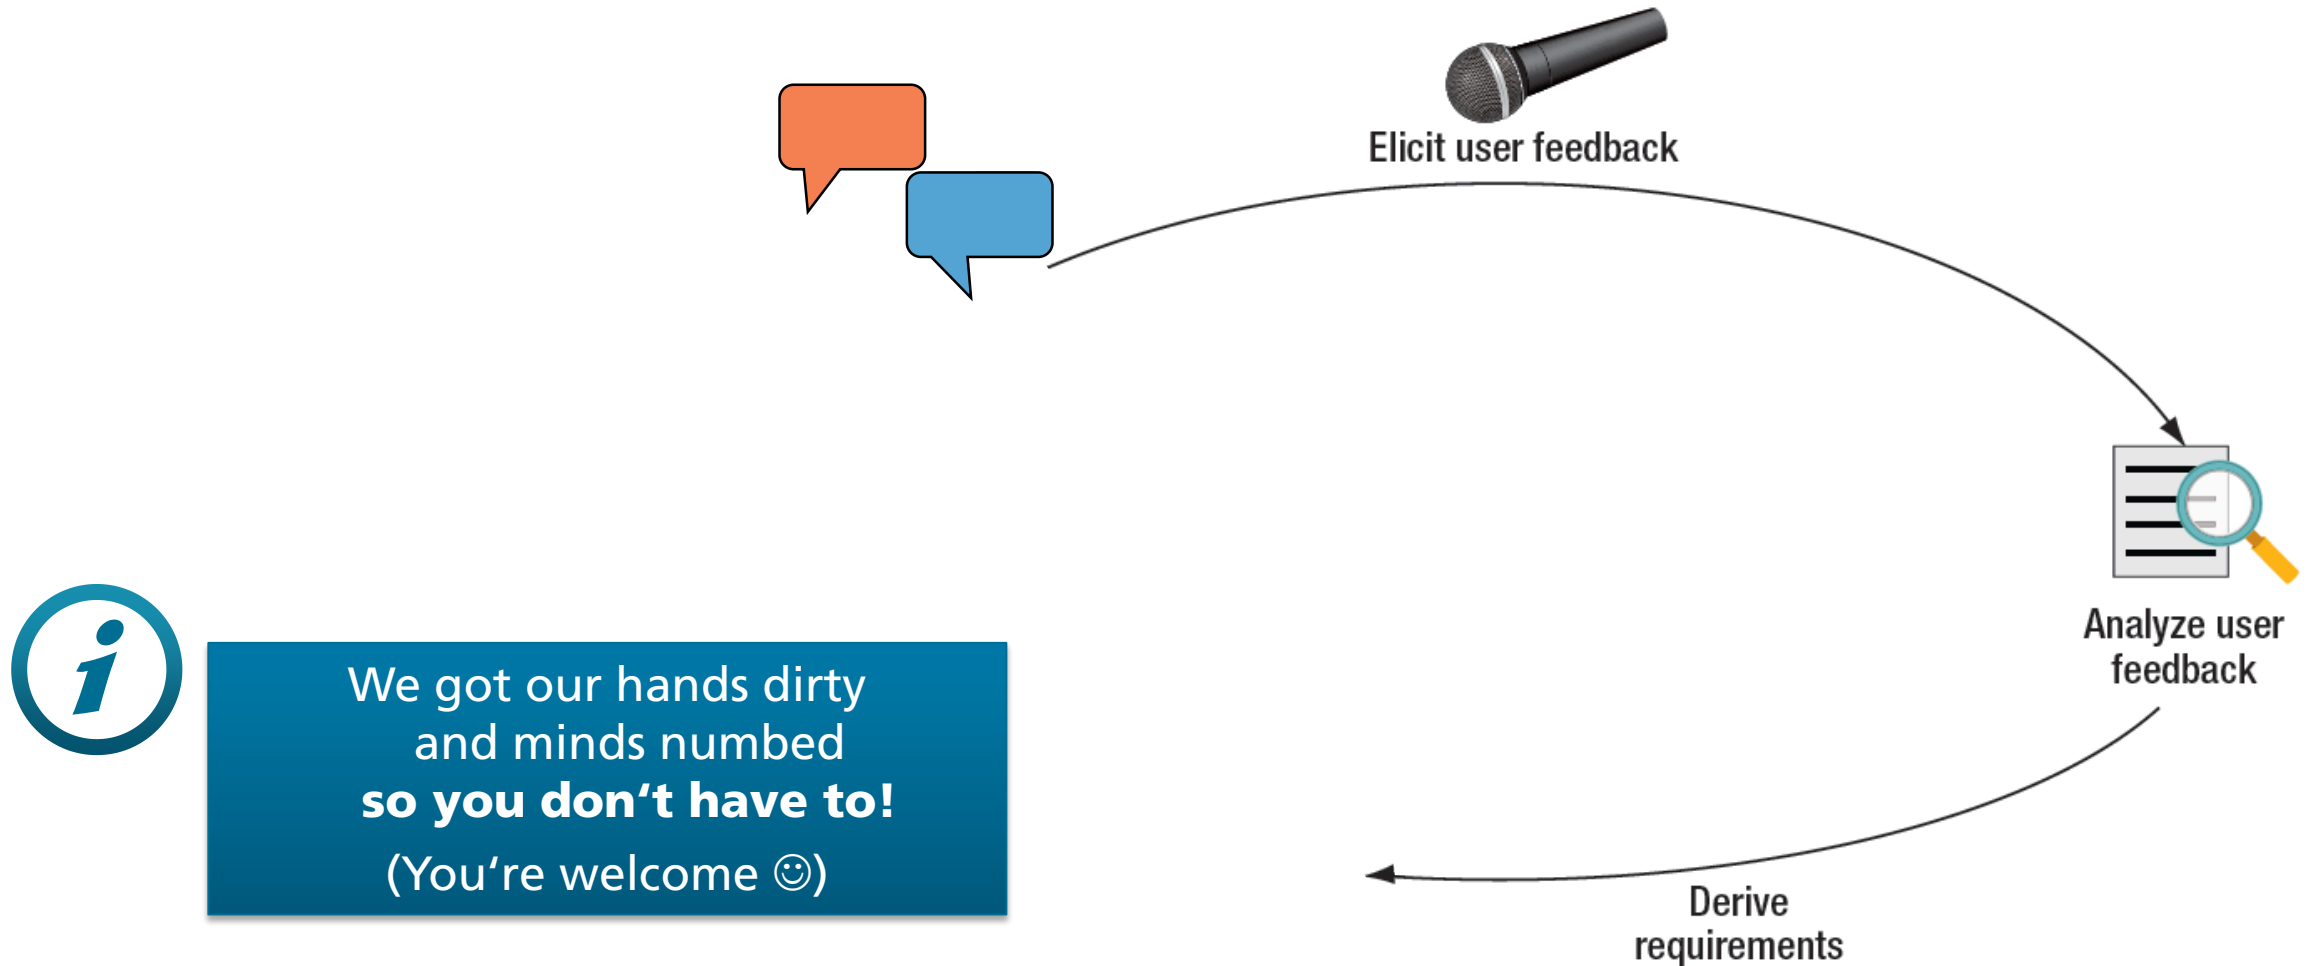 Elicit user feedback
Analyze user
feedback
We got our hands dirty
and minds numbed
so you don‘t have to!
(You‘re welcome ☺)
Derive
requirements